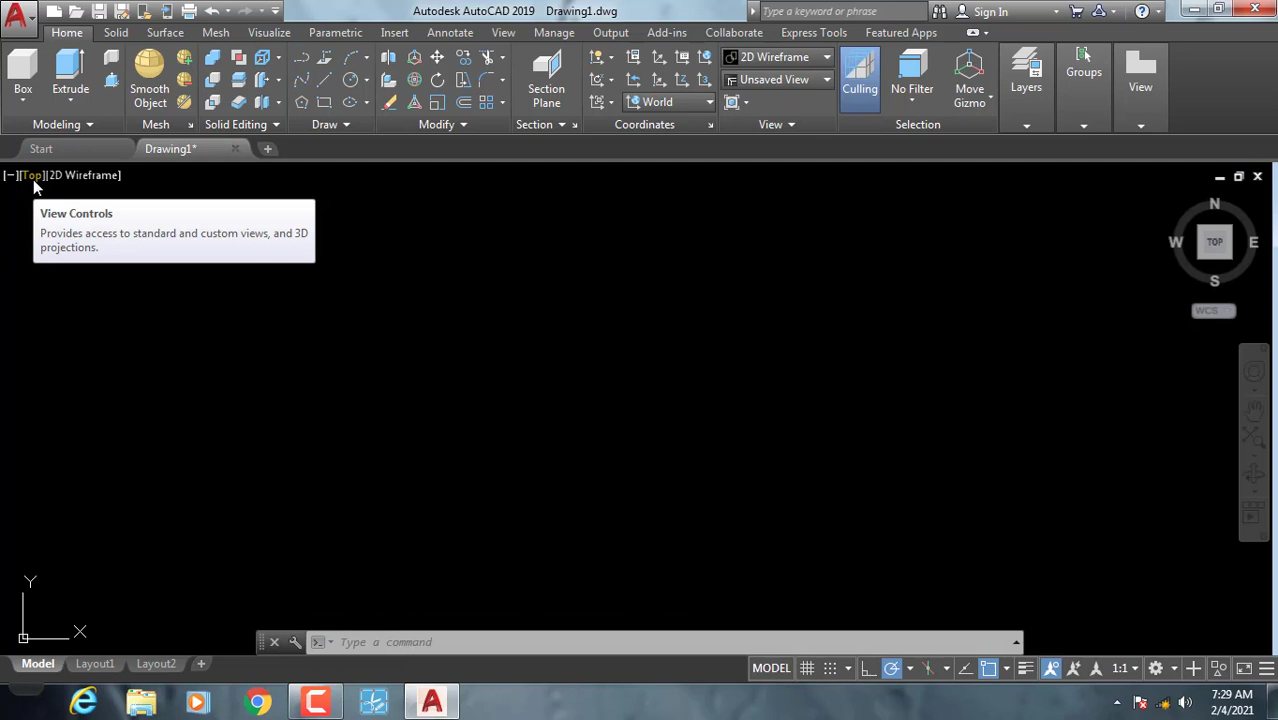 Autodesk AutoCAD 2019 Drawing1.dwg
Type a keyword or phrase
Sign In
Home Solid Surface Mesh Visualize Parametric Insert Annotate View Manage Output Add-ins Collaborate Express Tools Featured Apps
Box
Extrude
Smooth Object
Section Plane
2D Wireframe
Unsaved View
World
Culling
No Filter
Move Gizmo
Layers
Groups
View
Modeling Mesh Solid Editing Draw Modify Section Coordinates View Selection
Start Drawing1*
[−][Top][2D Wireframe]
View Controls
Provides access to standard and custom views, and 3D
projections.
N
W TOP E
S
WCS
Y
X
Type a command
Model Layout1 Layout2
MODEL
1:1
7:29 AM
2/4/2021